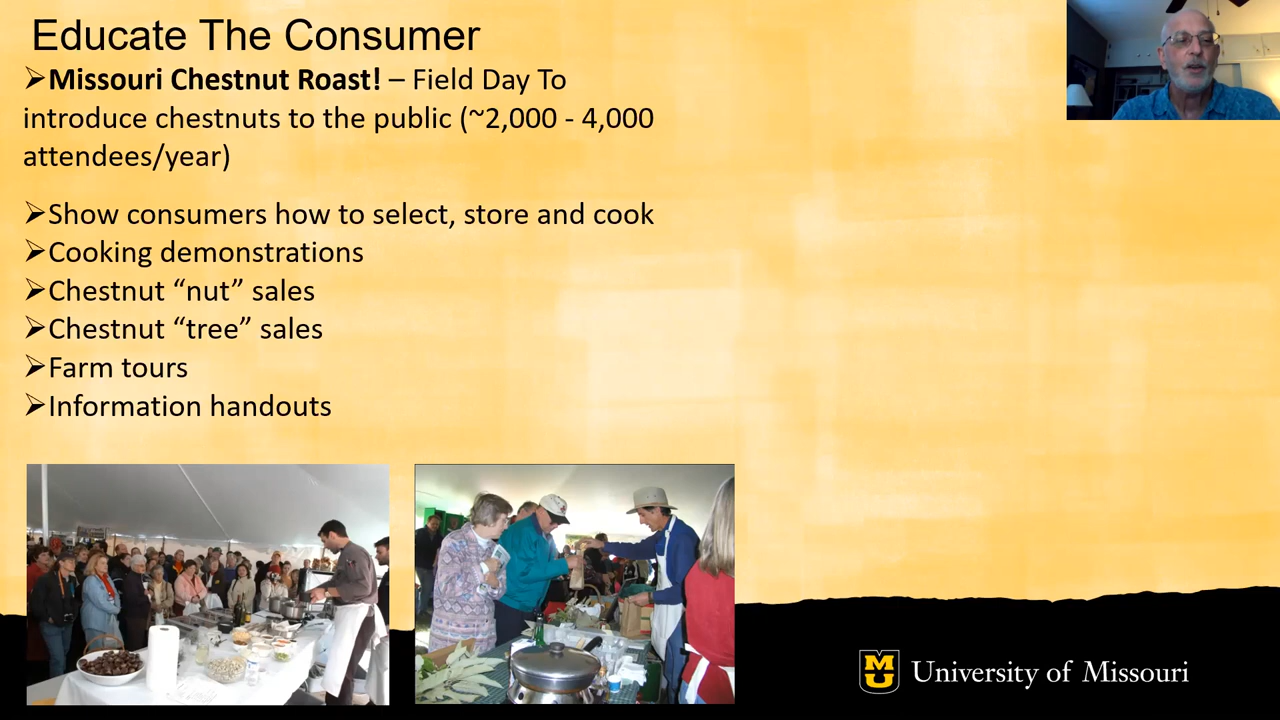 Educate The Consumer
➢Missouri Chestnut Roast! – Field Day To
introduce chestnuts to the public (~2,000 - 4,000
attendees/year)
➢Show consumers how to select, store and cook
➢Cooking demonstrations
➢Chestnut “nut” sales
➢Chestnut “tree” sales
➢Farm tours
➢Information handouts
University of Missouri